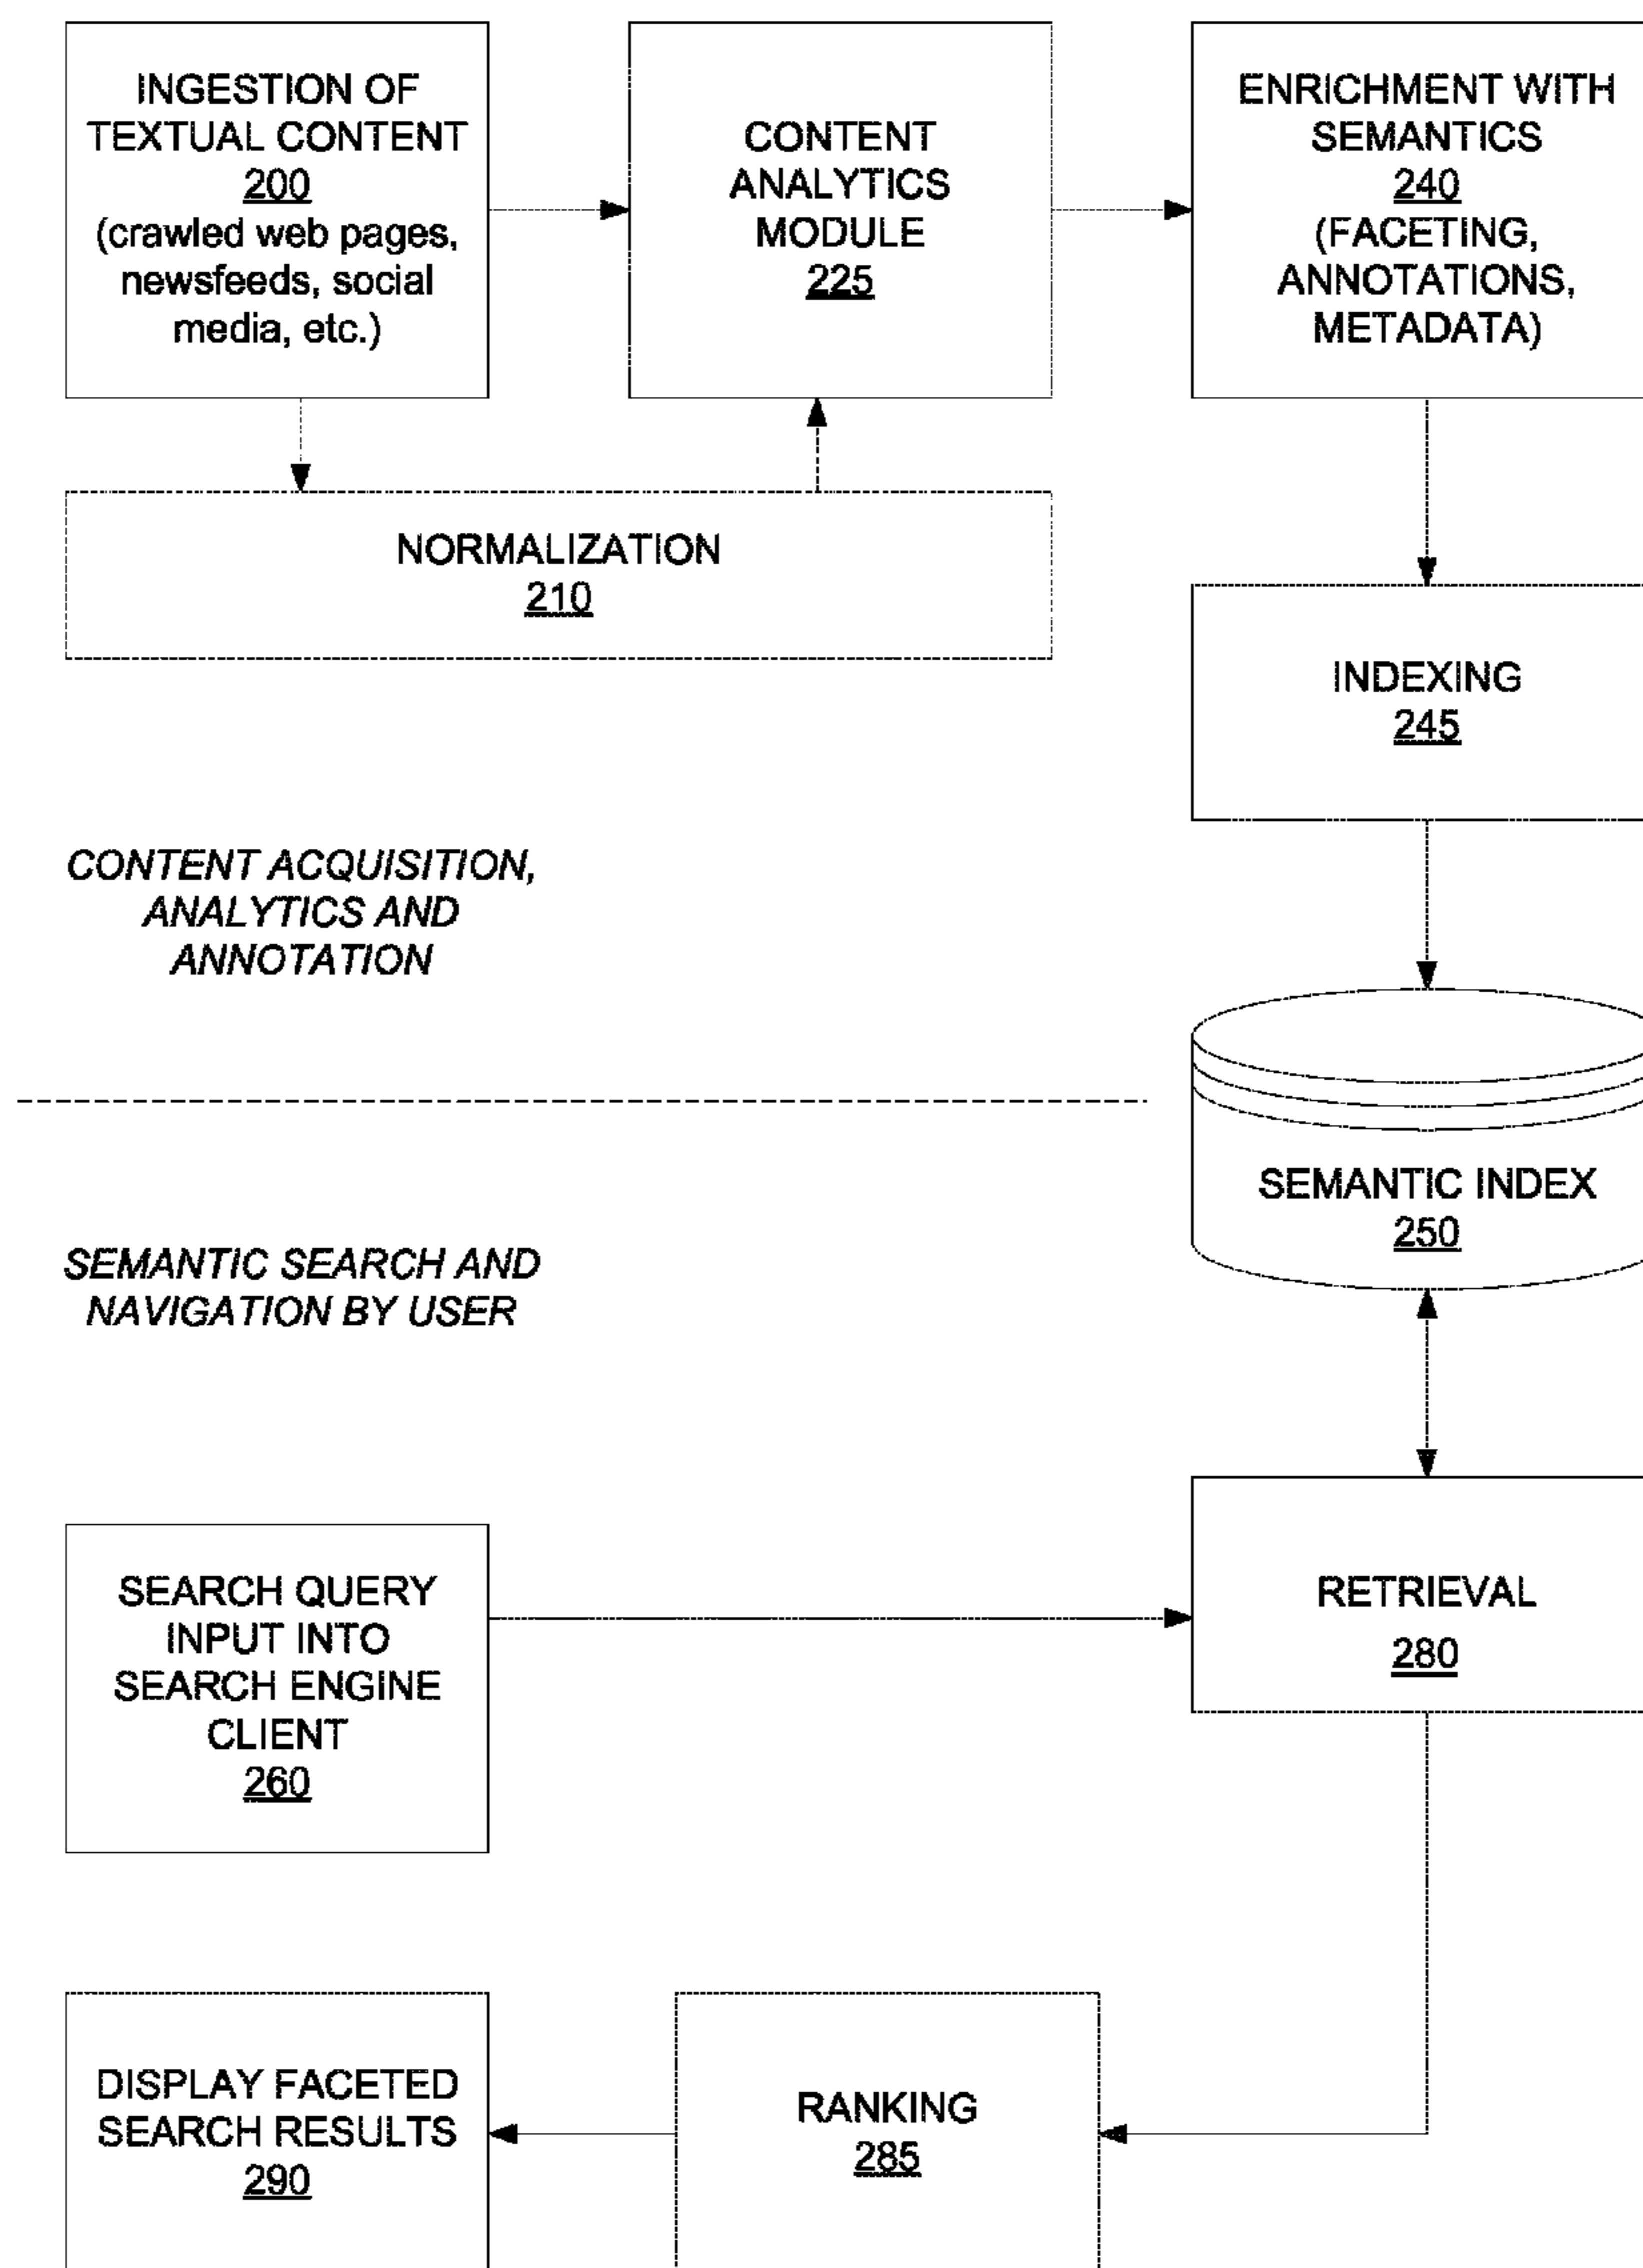 INGESTION OF
TEXTUAL CONTENT
200
(crawled web pages,
newsfeeds, social
media, etc.)
CONTENT
ANALYTICS
MODULE
225
ENRICHMENT WITH
SEMANTICS
240
(FACETING,
ANNOTATIONS,
METADATA)
NORMALIZATION
210
INDEXING
245
CONTENT ACQUISITION,
ANALYTICS AND
ANNOTATION
SEMANTIC INDEX
250
SEMANTIC SEARCH AND
NAVIGATION BY USER
SEARCH QUERY
INPUT INTO
SEARCH ENGINE
CLIENT
260
RETRIEVAL
280
DISPLAY FACETED
SEARCH RESULTS
290
RANKING
285